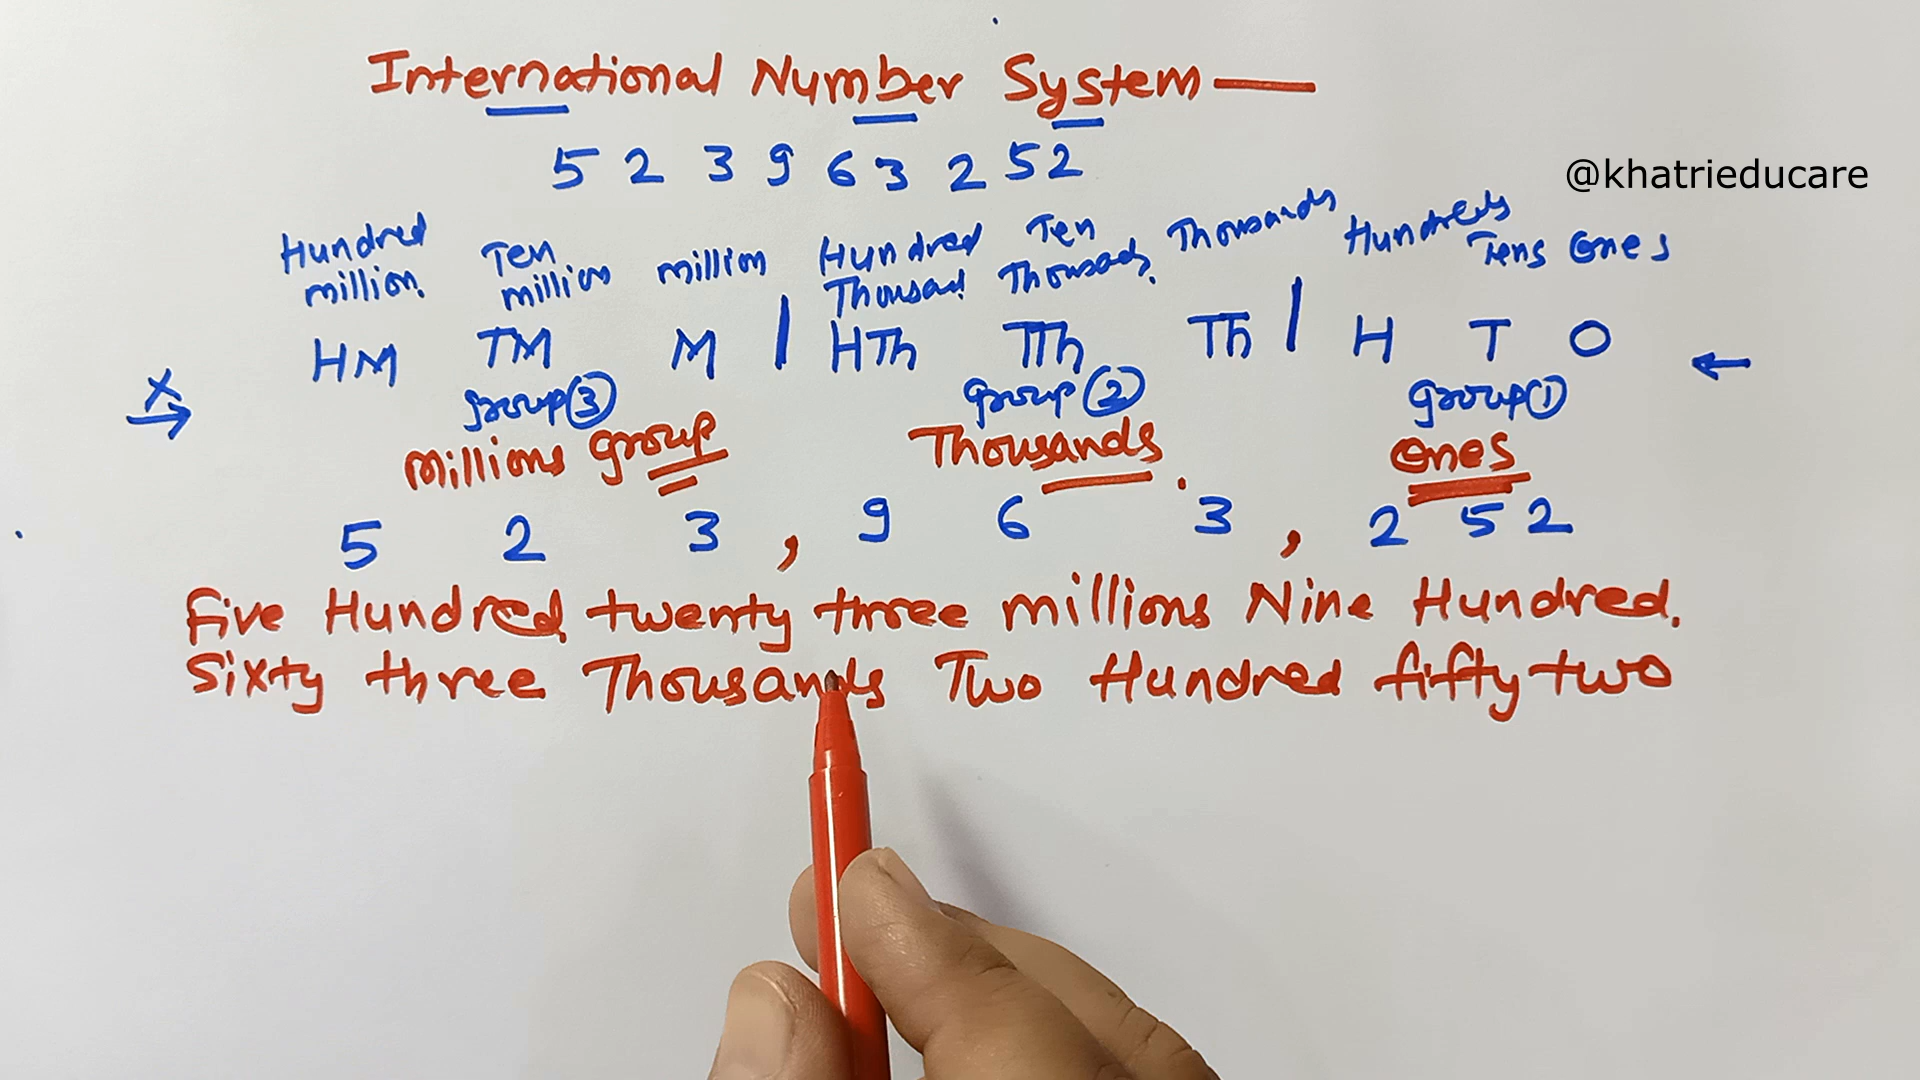 International Number System —
5 2 3 9 6 3 2 5 2
@khatrieducare
Hundred million. Ten million million Hundred Thousand Ten Thousads. Thousands Hundreds Tens Ones
HM TM M | HTh TTh Th | H T O
x → group(3) group(2) group(1) ←
millions group Thousands. Ones
5 2 3 , 9 6 3 , 2 5 2
Five Hundred twenty three millions Nine Hundred.
Sixty three Thousands Two Hundred fifty two